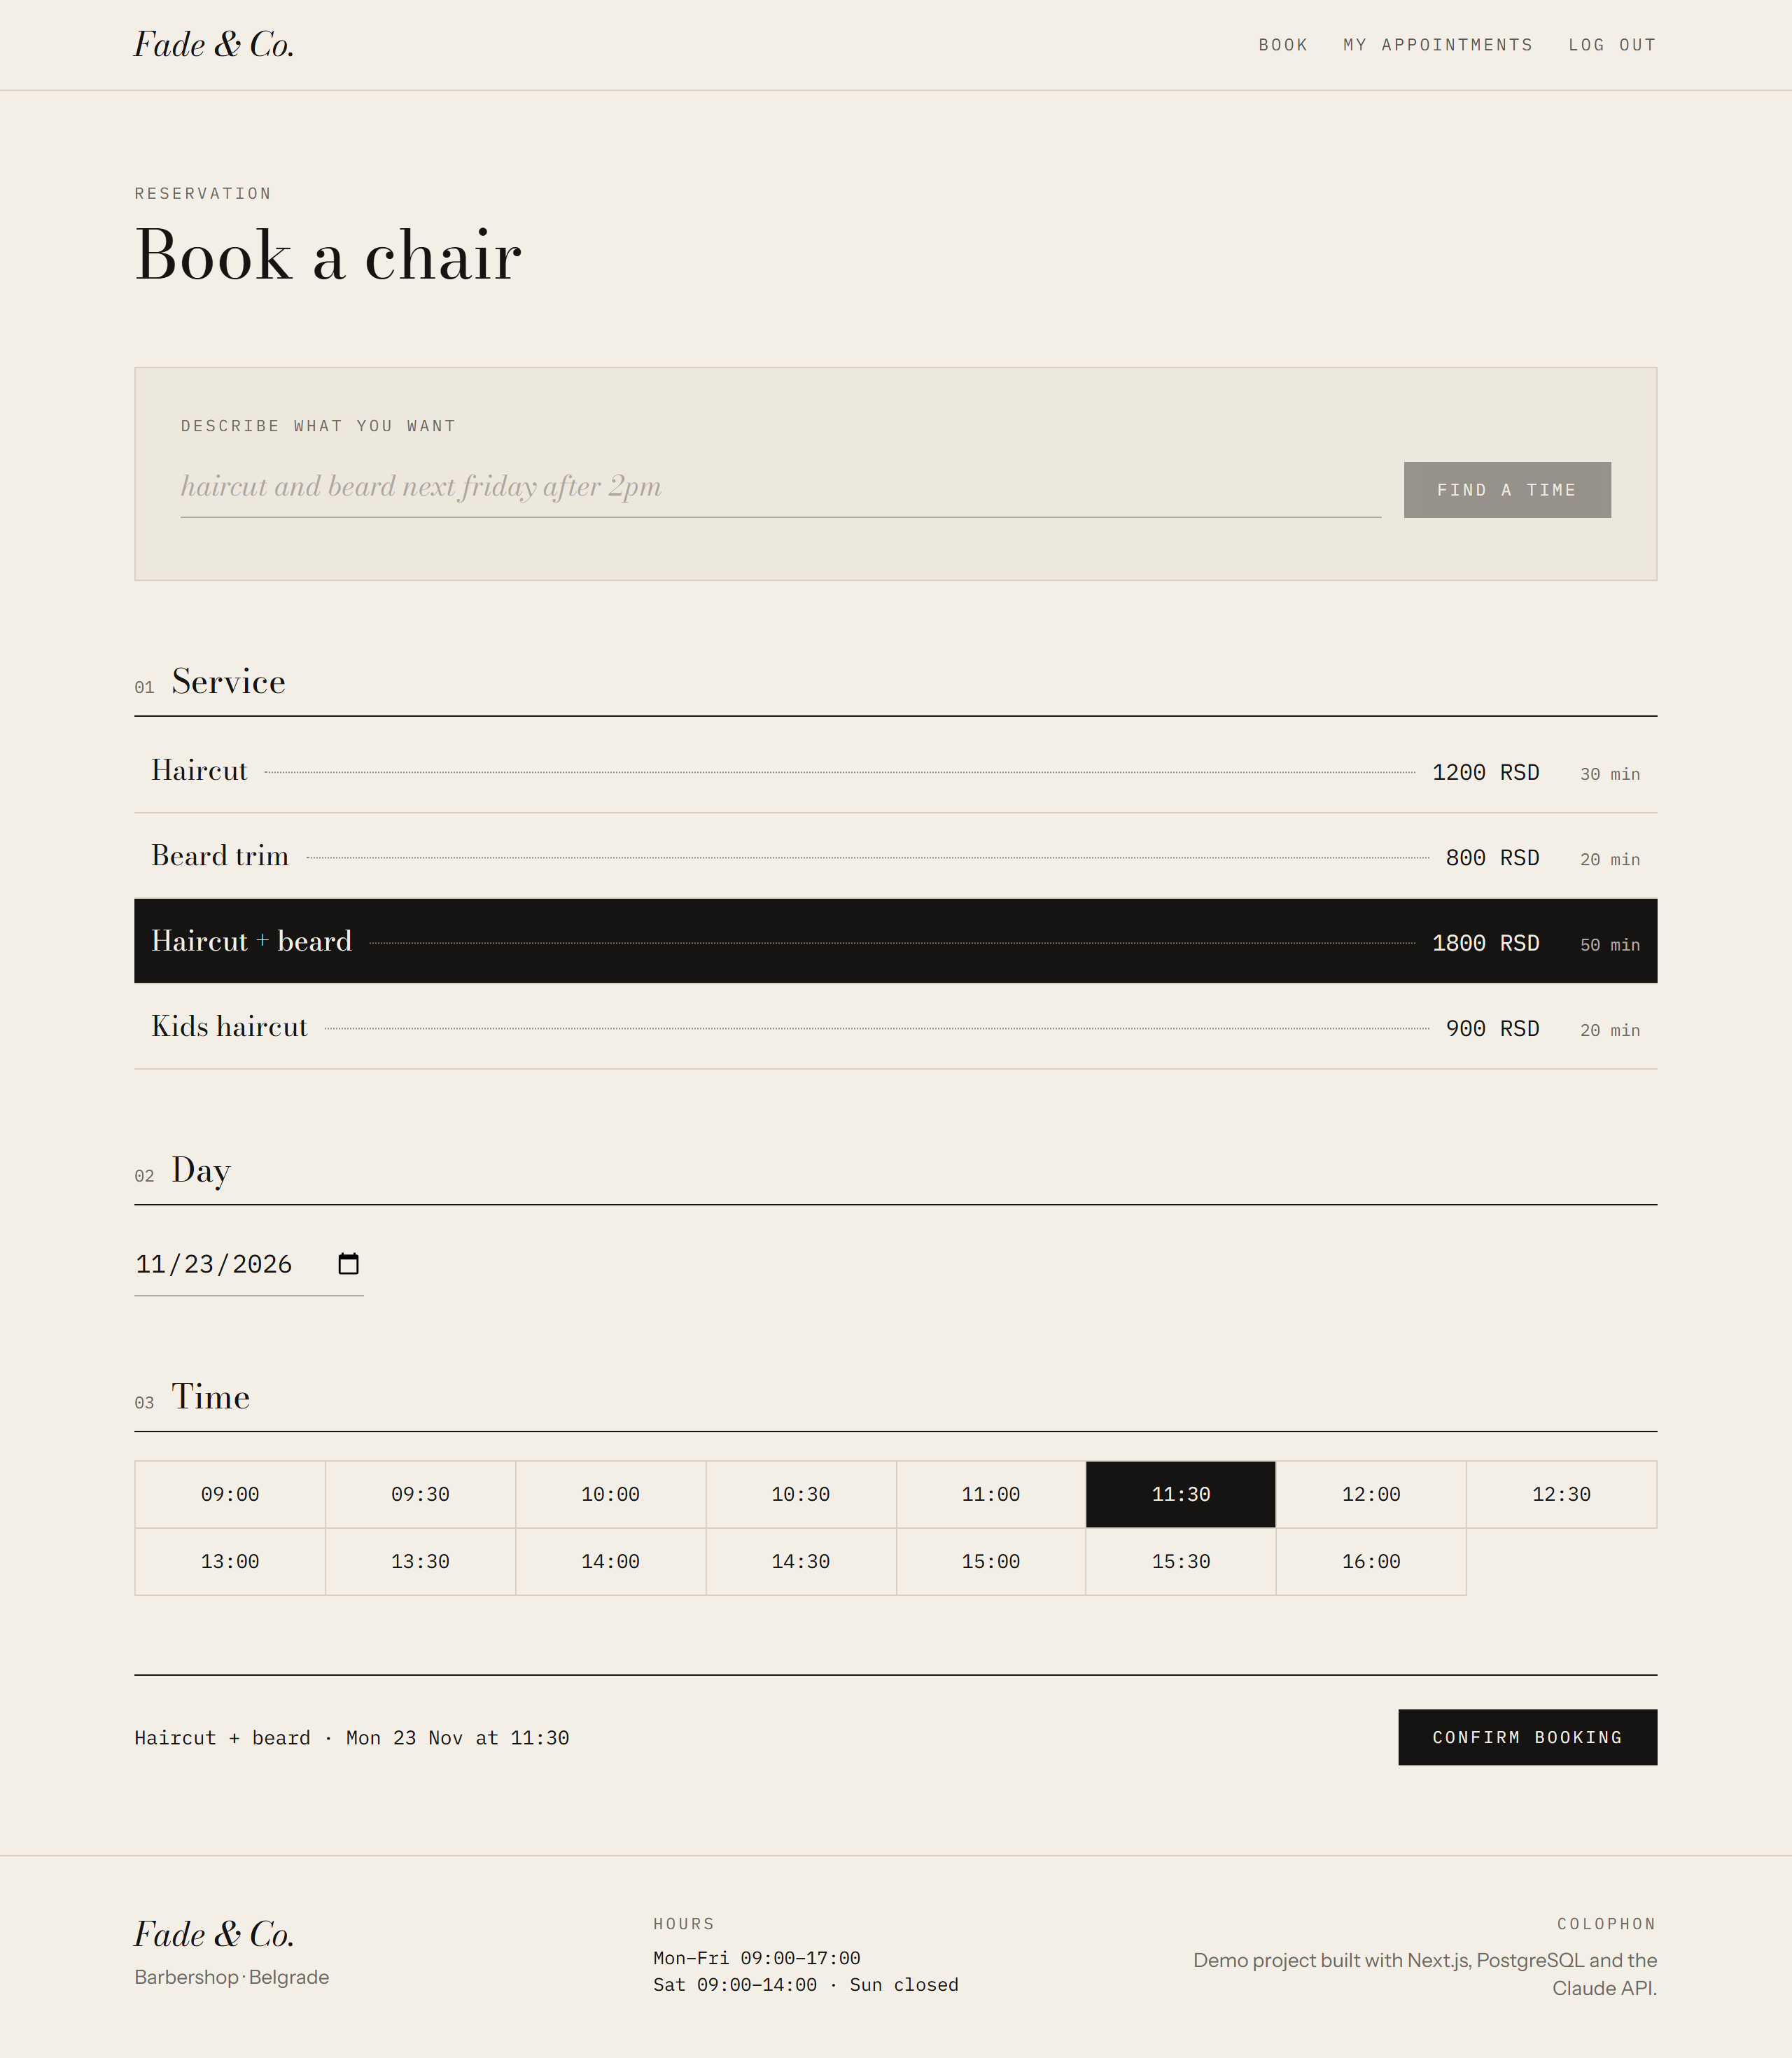 Fade & Co.
BOOK MY APPOINTMENTS LOG OUT
RESERVATION
Book a chair
DESCRIBE WHAT YOU WANT
haircut and beard next friday after 2pm
FIND A TIME
01 Service
Haircut 1200 RSD 30 min
Beard trim 800 RSD 20 min
Haircut + beard 1800 RSD 50 min
Kids haircut 900 RSD 20 min
02 Day
11/23/2026
03 Time
09:00 09:30 10:00 10:30 11:00 11:30 12:00 12:30
13:00 13:30 14:00 14:30 15:00 15:30 16:00
Haircut + beard · Mon 23 Nov at 11:30
CONFIRM BOOKING
Fade & Co.
Barbershop · Belgrade
HOURS
Mon–Fri 09:00–17:00
Sat 09:00–14:00 · Sun closed
COLOPHON
Demo project built with Next.js, PostgreSQL and the
Claude API.